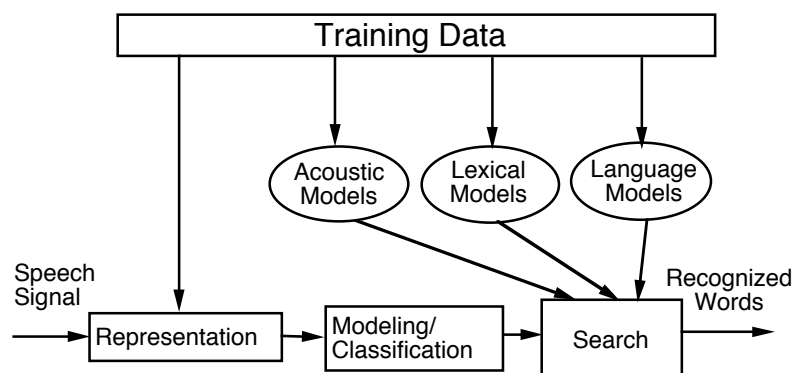 Training Data
Acoustic
Models
Lexical
Models
Language
Models
Speech
Signal
Recognized
Words
Representation
Modeling/
Classification
Search